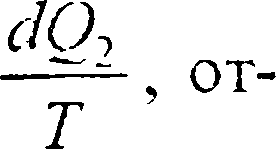 dQ₂
T , от-